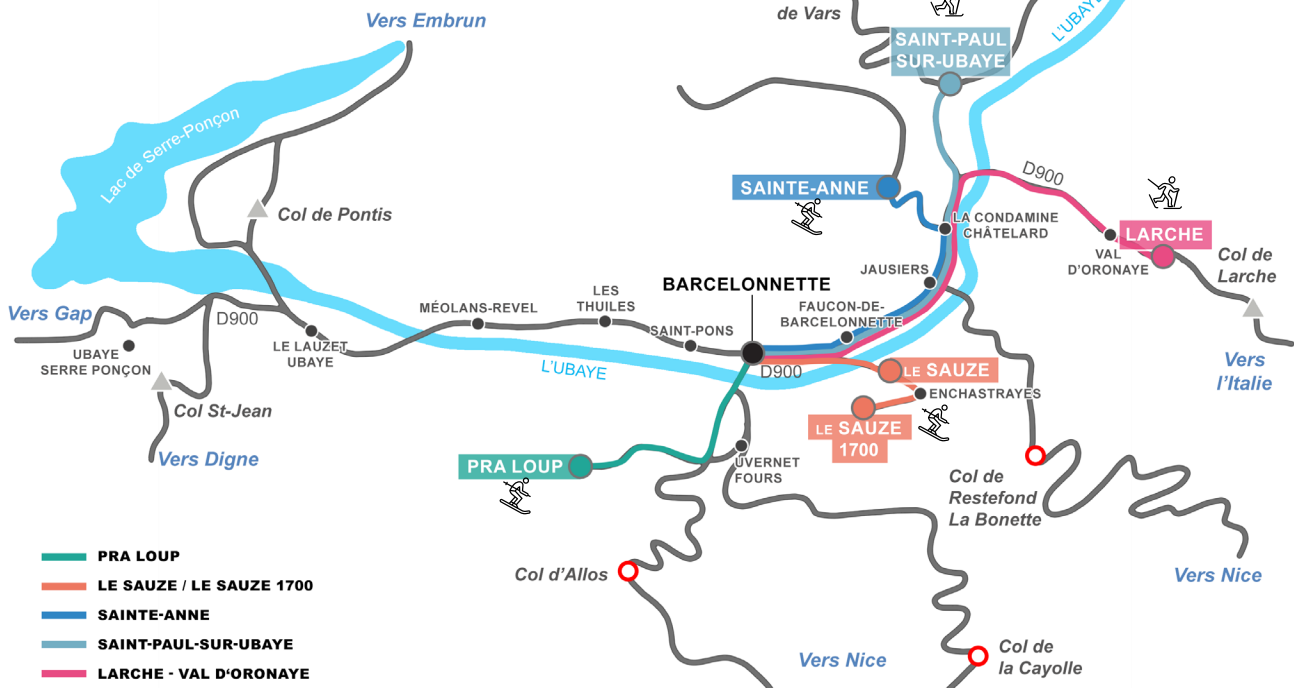 Vers Embrun
de Vars
L'UBAYE
SAINT-PAUL
SUR-UBAYE
Lac de Serre-Ponçon
D900
SAINTE-ANNE
Col de Pontis
LA CONDAMINE
CHÂTELARD
LARCHE
VAL
D'ORONAYE
Col de
Larche
JAUSIERS
BARCELONNETTE
LES
THUILES
MÉOLANS-REVEL
FAUCON-DE-
BARCELONNETTE
Vers Gap
D900
SAINT-PONS
LE LAUZET
UBAYE
UBAYE
SERRE PONÇON
L'UBAYE
D900
LE SAUZE
Vers
l'Italie
ENCHASTRAYES
Col St-Jean
LE SAUZE
1700
Vers Digne
PRA LOUP
UVERNET
FOURS
Col de
Restefond
La Bonette
PRA LOUP
LE SAUZE / LE SAUZE 1700
SAINTE-ANNE
SAINT-PAUL-SUR-UBAYE
LARCHE - VAL D'ORONAYE
Col d'Allos
Vers Nice
Vers Nice
Col de
la Cayolle